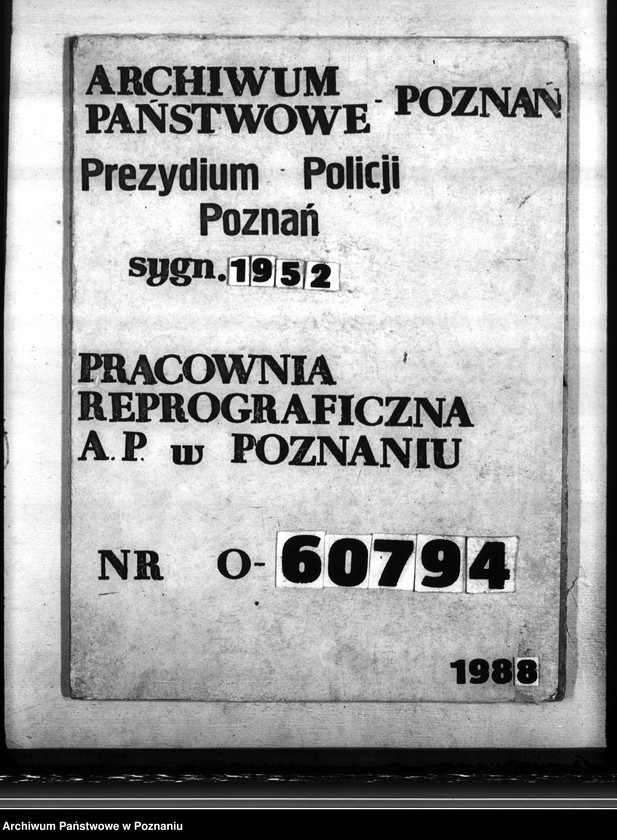 ARCHIWUM
PAŃSTWOWE - POZNAŃ
Prezydium Policji
Poznań
sygn. 1952
PRACOWNIA
REPROGRAFICZNA
A. P. w POZNANIU
NR O-60794
1988
Archiwum Państwowe w Poznaniu